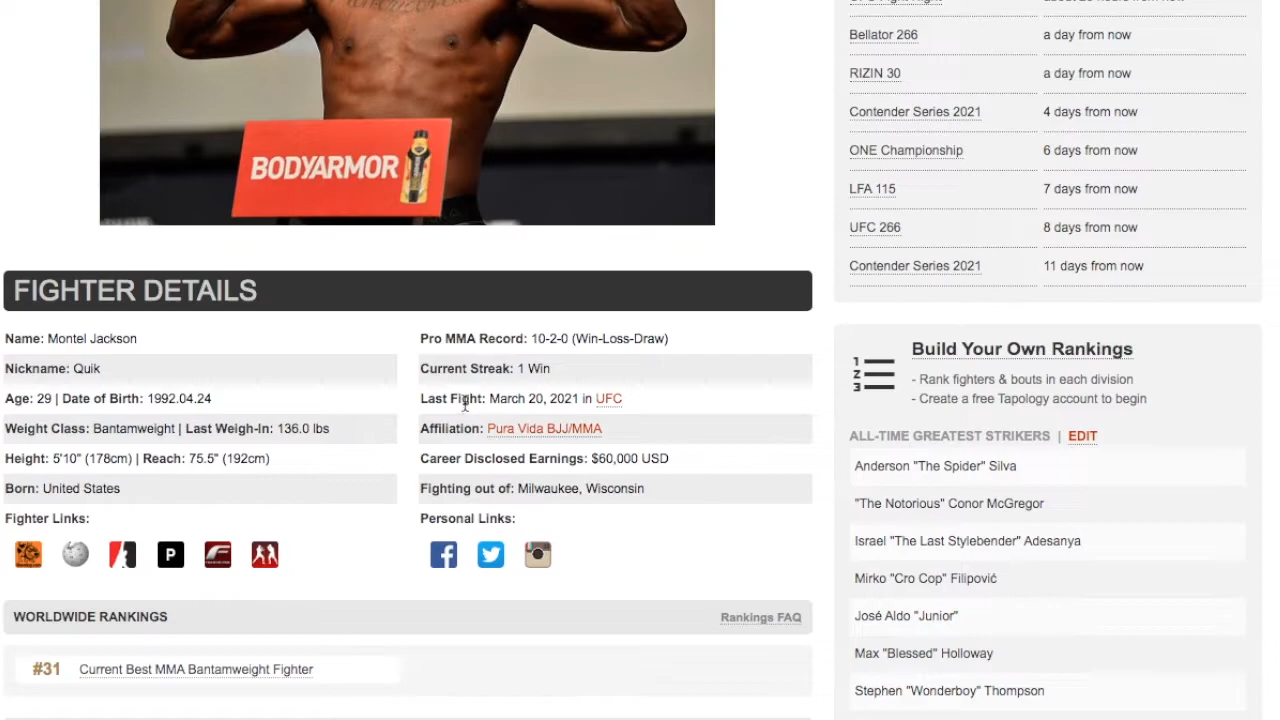 BODYARMOR
FIGHTER DETAILS
Name: Montel Jackson
Nickname: Quik
Age: 29 | Date of Birth: 1992.04.24
Weight Class: Bantamweight | Last Weigh-In: 136.0 lbs
Height: 5'10" (178cm) | Reach: 75.5" (192cm)
Born: United States
Fighter Links:
P
Pro MMA Record: 10-2-0 (Win-Loss-Draw)
Current Streak: 1 Win
Last Fight: March 20, 2021 in UFC
Affiliation: Pura Vida BJJ/MMA
Career Disclosed Earnings: $60,000 USD
Fighting out of: Milwaukee, Wisconsin
Personal Links:
WORLDWIDE RANKINGS
Rankings FAQ
#31 Current Best MMA Bantamweight Fighter
Bellator 266 a day from now
RIZIN 30 a day from now
Contender Series 2021 4 days from now
ONE Championship 6 days from now
LFA 115 7 days from now
UFC 266 8 days from now
Contender Series 2021 11 days from now
1
2
3
Build Your Own Rankings
- Rank fighters & bouts in each division
- Create a free Tapology account to begin
ALL-TIME GREATEST STRIKERS | EDIT
Anderson "The Spider" Silva
"The Notorious" Conor McGregor
Israel "The Last Stylebender" Adesanya
Mirko "Cro Cop" Filipović
José Aldo "Junior"
Max "Blessed" Holloway
Stephen "Wonderboy" Thompson